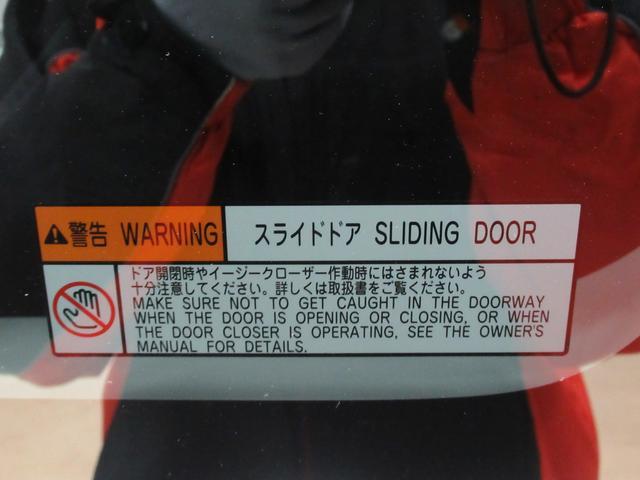 警告 WARNING スライドドア SLIDING DOOR
ドア開閉時やイージークローザー作動時にはさまれないよう
十分注意してください。詳しくは取扱書をご覧ください。
MAKE SURE NOT TO GET CAUGHT IN THE DOORWAY
WHEN THE DOOR IS OPENING OR CLOSING, OR WHEN
THE DOOR CLOSER IS OPERATING, SEE THE OWNER'S
MANUAL FOR DETAILS.